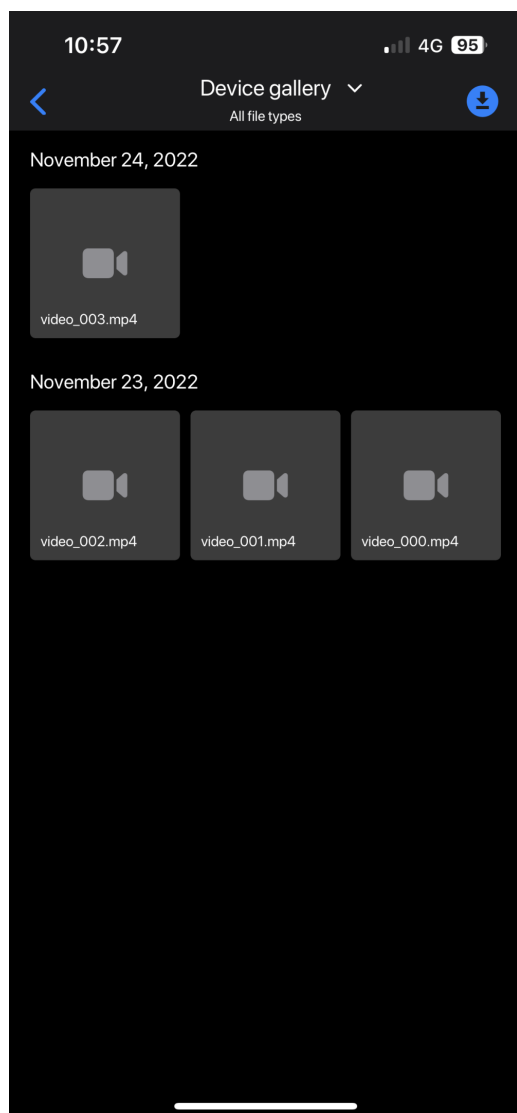 10:57
4G 95
Device gallery
All file types
November 24, 2022
video_003.mp4
November 23, 2022
video_002.mp4 video_001.mp4 video_000.mp4